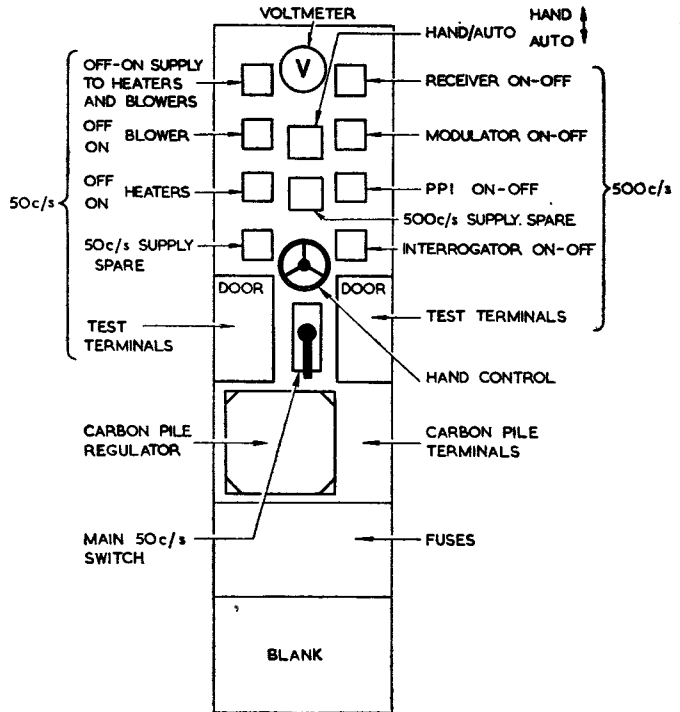 VOLTMETER
HAND
AUTO
HAND/AUTO
V
OFF-ON SUPPLY
TO HEATERS
AND BLOWERS
RECEIVER ON-OFF
OFF
ON
BLOWER
MODULATOR ON-OFF
OFF
ON
HEATERS
PPI ON-OFF
50c/s
500c/s
500c/s SUPPLY. SPARE
50c/s SUPPLY
SPARE
INTERROGATOR ON-OFF
DOOR
DOOR
TEST
TERMINALS
TEST TERMINALS
HAND CONTROL
CARBON PILE
REGULATOR
CARBON PILE
TERMINALS
MAIN 50c/s
SWITCH
FUSES
BLANK